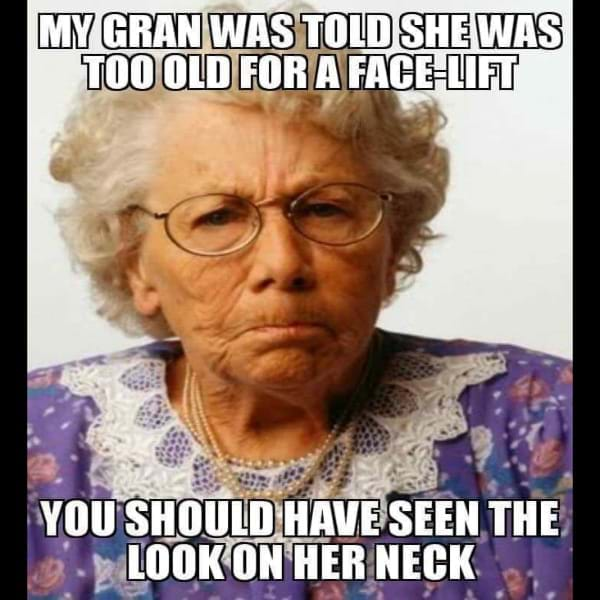 MY GRAN WAS TOLD SHE WAS
TOO OLD FOR A FACE-LIFT
YOU SHOULD HAVE SEEN THE
LOOK ON HER NECK